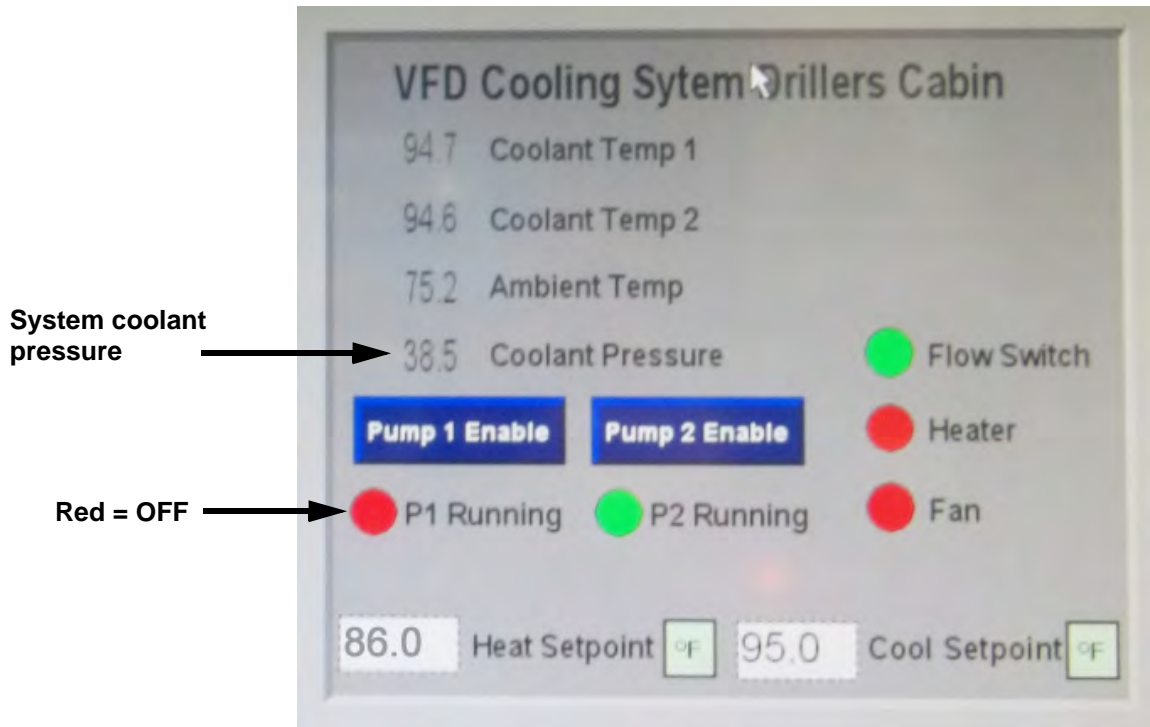 VFD Cooling Sytem Drillers Cabin
94.7 Coolant Temp 1
94.6 Coolant Temp 2
75.2 Ambient Temp
System coolant
pressure
38.5 Coolant Pressure
Flow Switch
Pump 1 Enable
Pump 2 Enable
Heater
Red = OFF
P1 Running
P2 Running
Fan
86.0 Heat Setpoint °F
95.0 Cool Setpoint °F